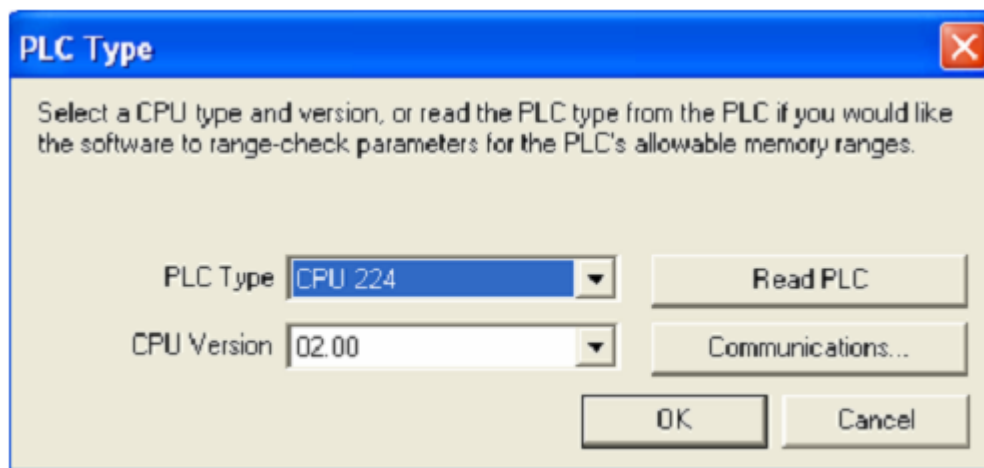 PLC Type
Select a CPU type and version, or read the PLC type from the PLC if you would like
the software to range-check parameters for the PLC's allowable memory ranges.
PLC Type CPU 224 Read PLC
CPU Version 02.00 Communications...
OK Cancel